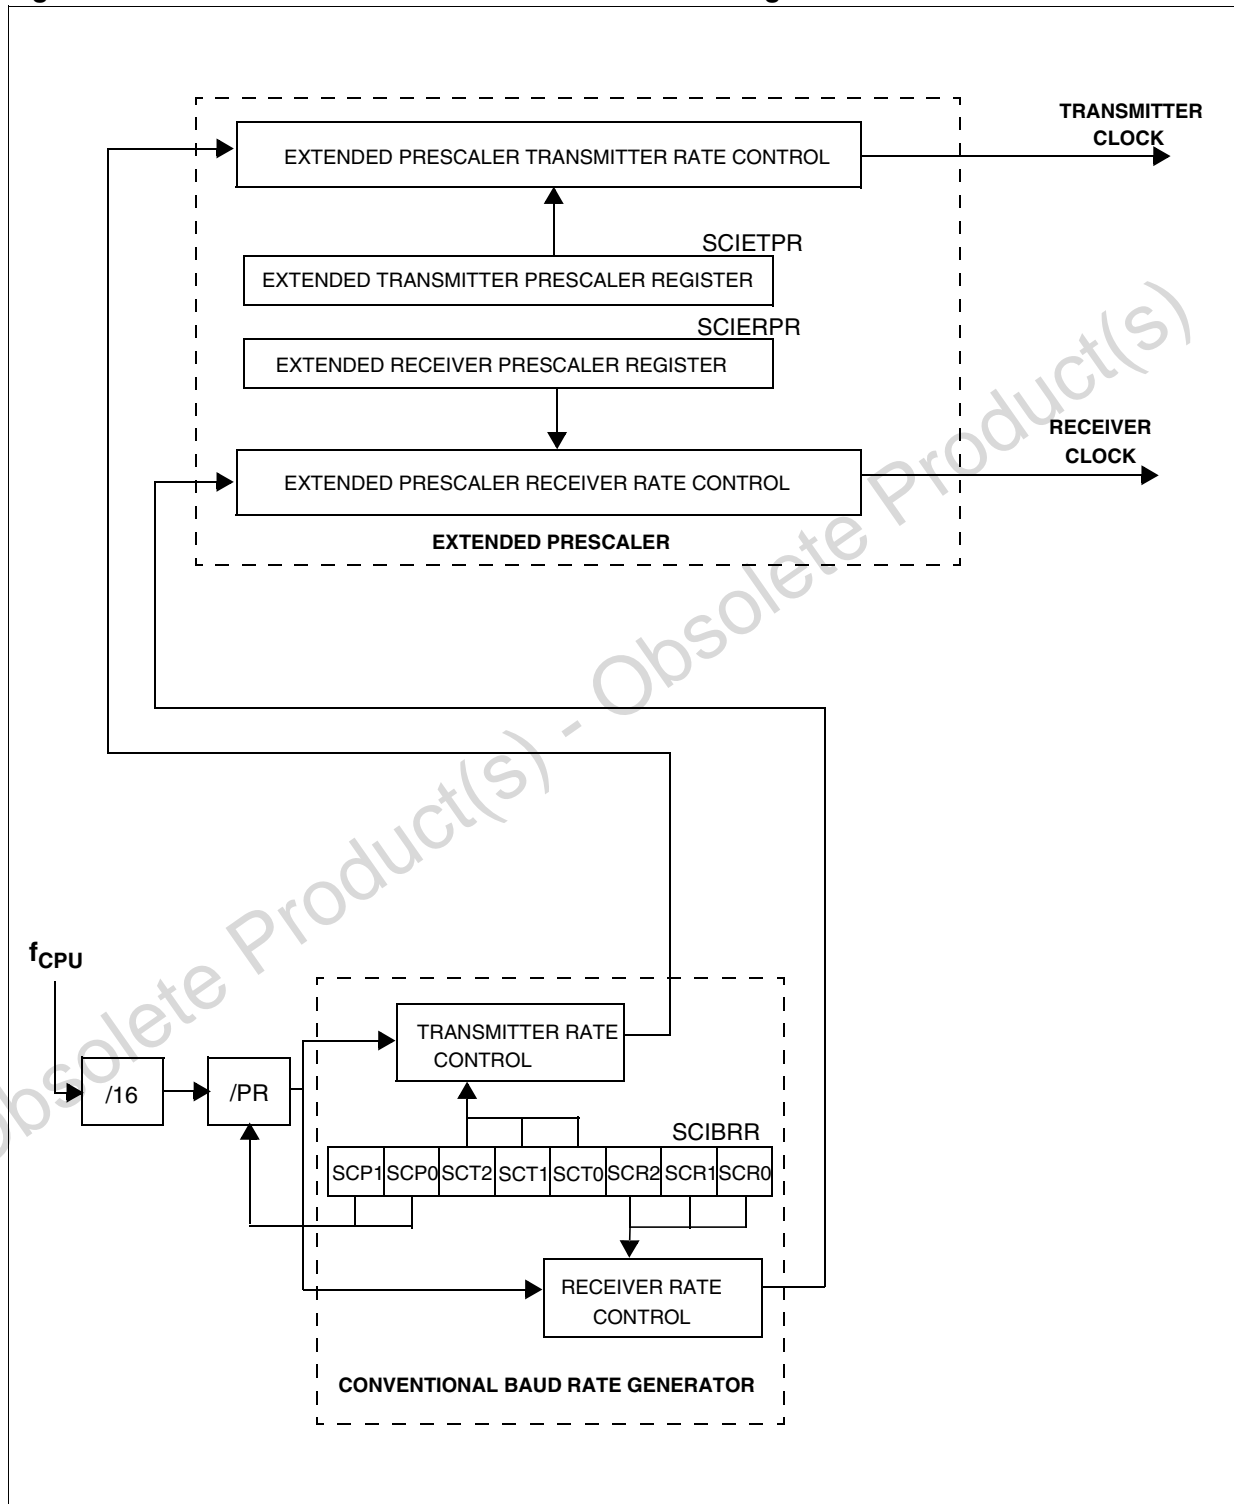 TRANSMITTER
CLOCK
EXTENDED PRESCALER TRANSMITTER RATE CONTROL
SCIETPR
EXTENDED TRANSMITTER PRESCALER REGISTER
SCIERPR
EXTENDED RECEIVER PRESCALER REGISTER
RECEIVER
CLOCK
EXTENDED PRESCALER RECEIVER RATE CONTROL
EXTENDED PRESCALER
fCPU
TRANSMITTER RATE
CONTROL
/16
/PR
SCIBRR
SCP1 SCP0 SCT2 SCT1 SCT0 SCR2 SCR1 SCR0
RECEIVER RATE
CONTROL
CONVENTIONAL BAUD RATE GENERATOR
Obsolete Product(s) - Obsolete Product(s)